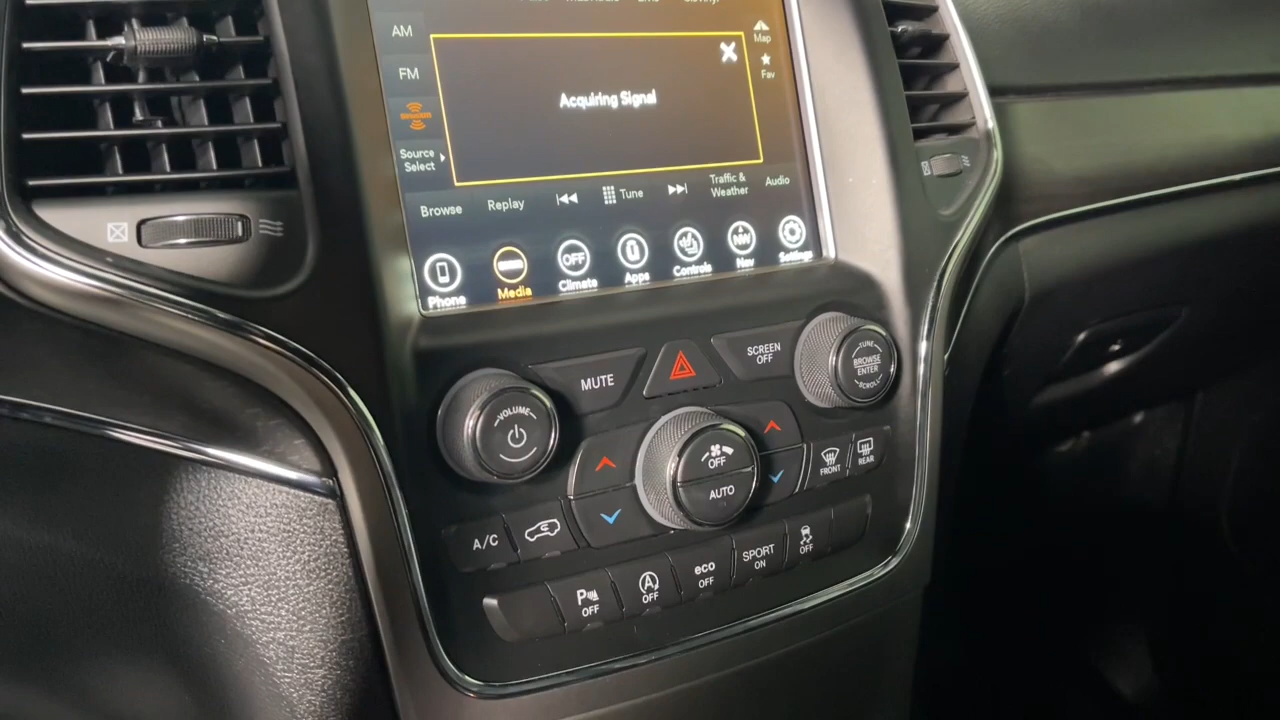 AM
Map
FM
Fav
Acquiring Signal
Source
Select
Browse
Replay
Tune
Traffic &
Weather
Audio
OFF
NW
Phone
Media
Climate
Apps
Controls
Nav
Settings
MUTE
SCREEN
OFF
TUNE
BROWSE
ENTER
SCROLL
VOLUME
OFF
AUTO
FRONT
REAR
A/C
P
OFF
A
OFF
eco
OFF
SPORT
ON
OFF